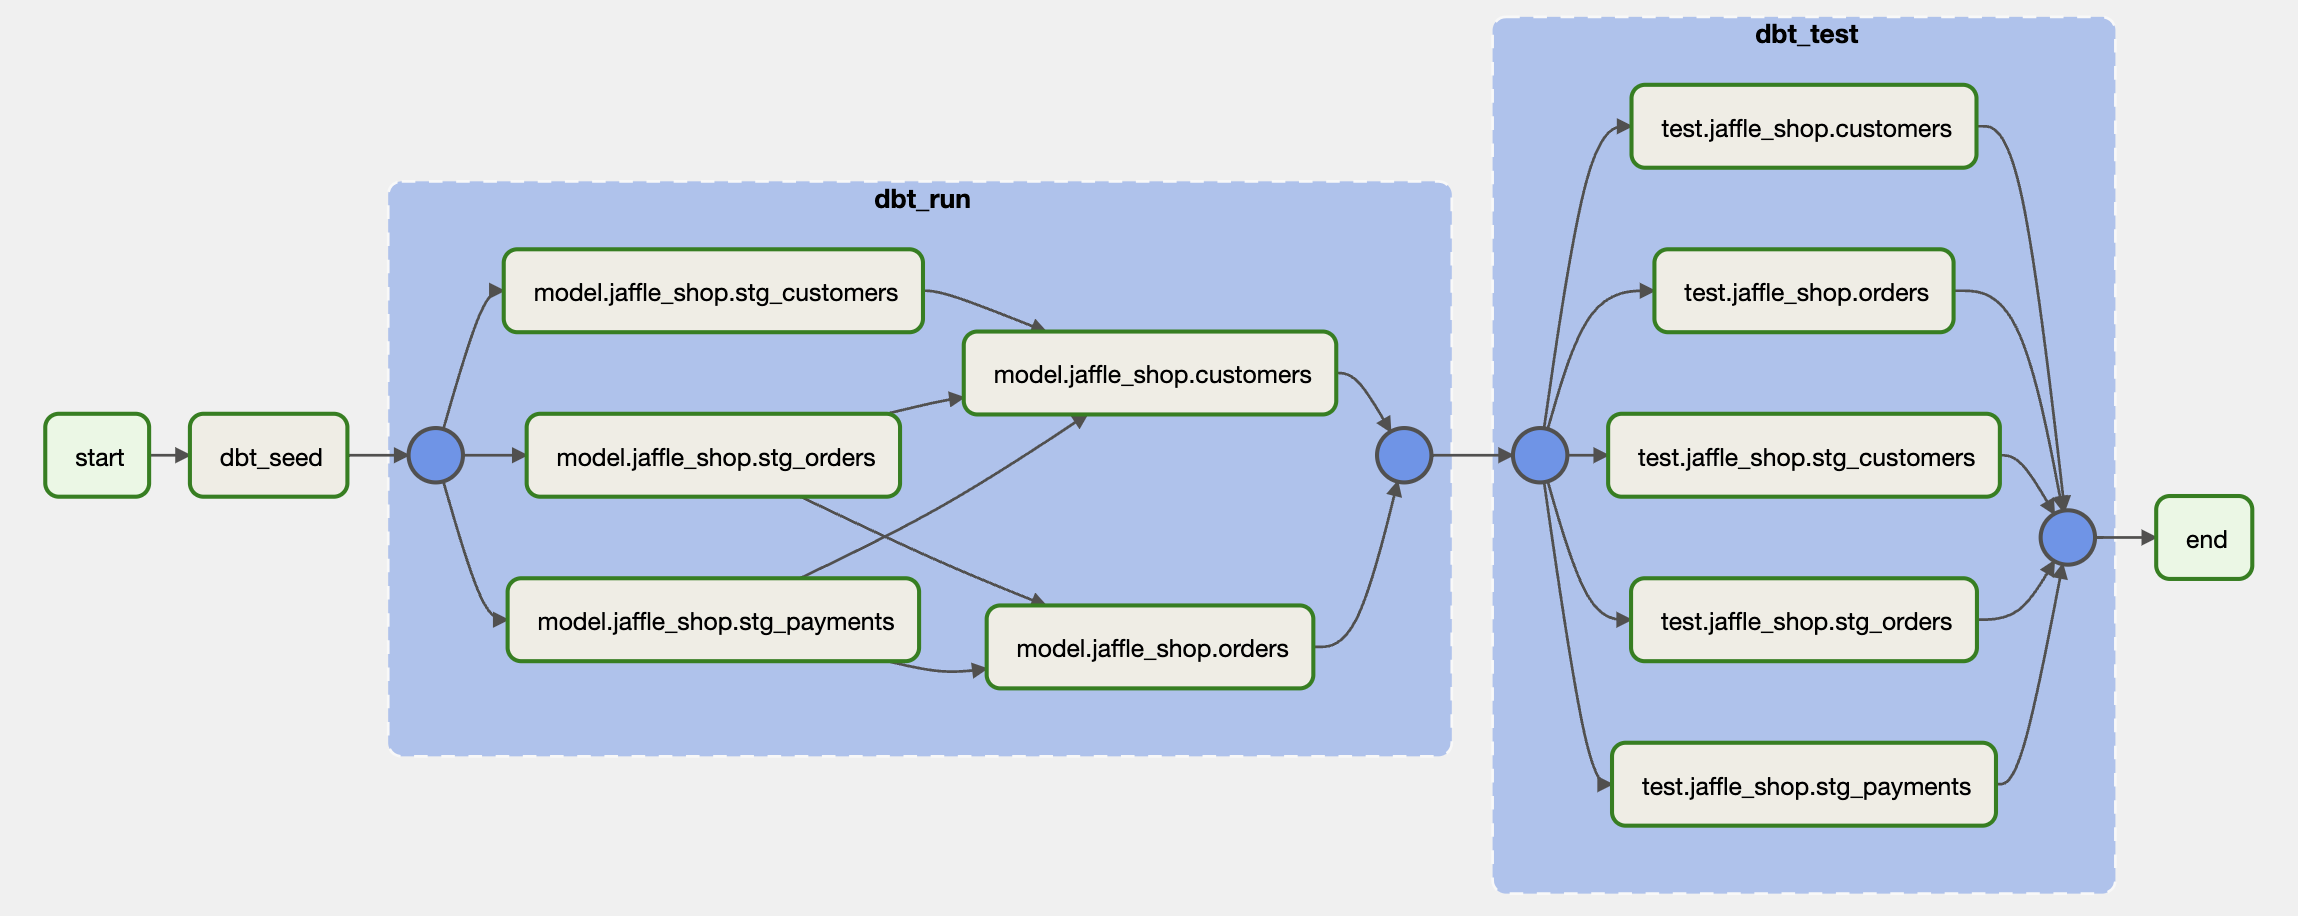 start
dbt_seed
dbt_run
model.jaffle_shop.stg_customers
model.jaffle_shop.stg_orders
model.jaffle_shop.stg_payments
model.jaffle_shop.customers
model.jaffle_shop.orders
dbt_test
test.jaffle_shop.customers
test.jaffle_shop.orders
test.jaffle_shop.stg_customers
test.jaffle_shop.stg_orders
test.jaffle_shop.stg_payments
end